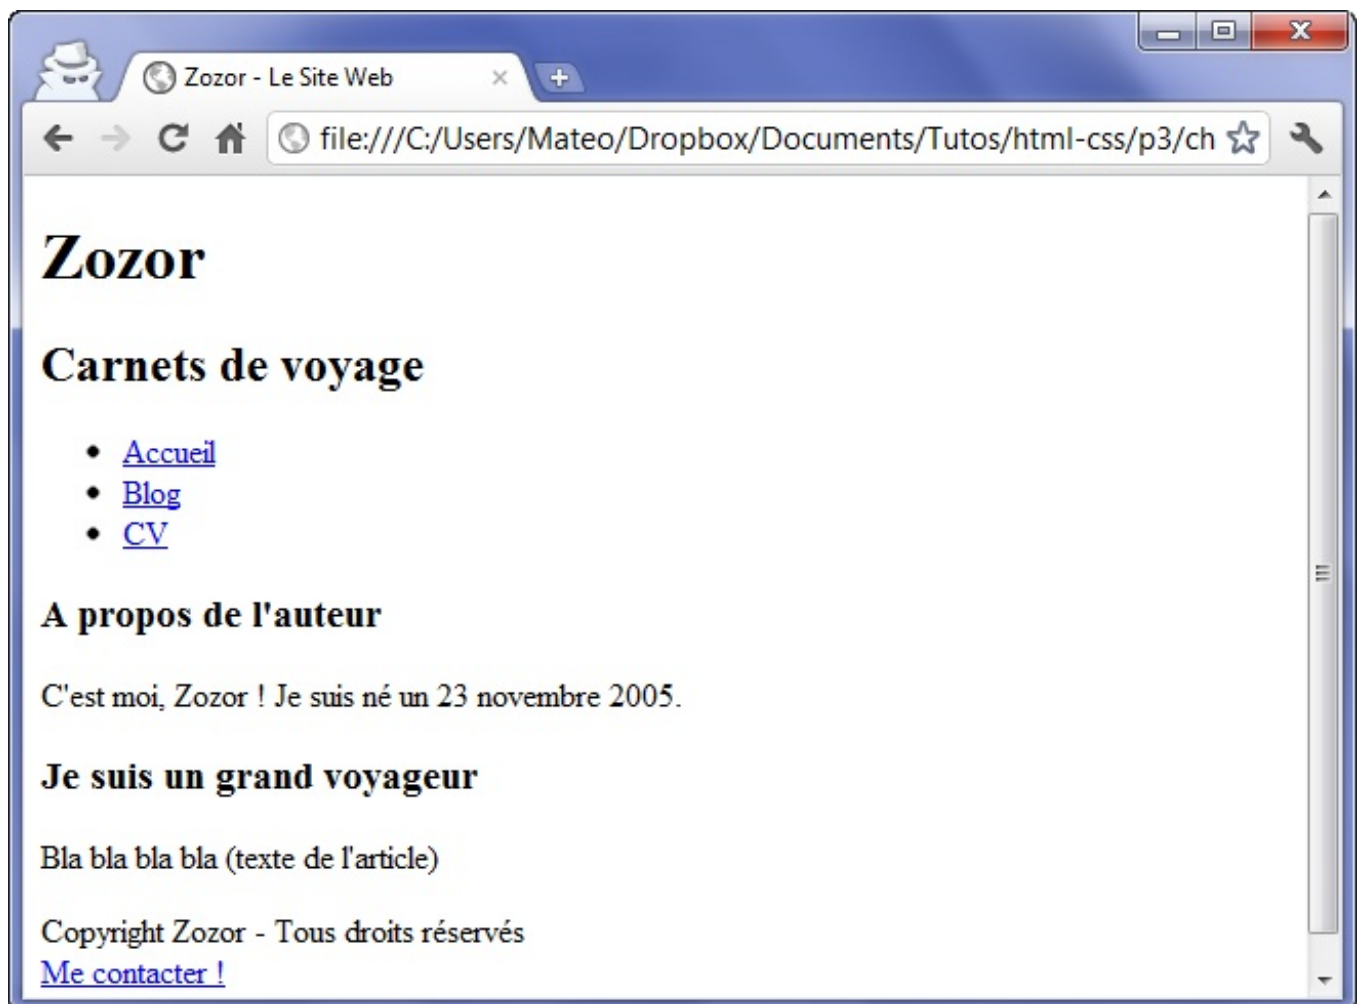 Zozor - Le Site Web
file:///C:/Users/Mateo/Dropbox/Documents/Tutos/html-css/p3/ch
Zozor
Carnets de voyage
Accueil
Blog
CV
A propos de l'auteur
C'est moi, Zozor ! Je suis né un 23 novembre 2005.
Je suis un grand voyageur
Bla bla bla bla (texte de l'article)
Copyright Zozor - Tous droits réservés
Me contacter !